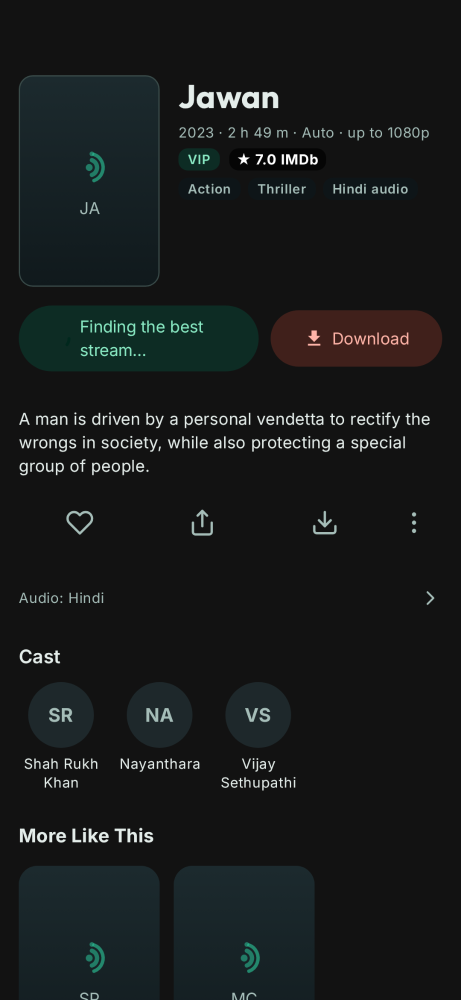 JA
Jawan
2023 · 2 h 49 m · Auto · up to 1080p
VIP
★ 7.0 IMDb
Action
Thriller
Hindi audio
Finding the best
stream...
Download
A man is driven by a personal vendetta to rectify the
wrongs in society, while also protecting a special
group of people.
Audio: Hindi
Cast
SR
NA
VS
Shah Rukh
Khan
Nayanthara
Vijay
Sethupathi
More Like This
SP
MC